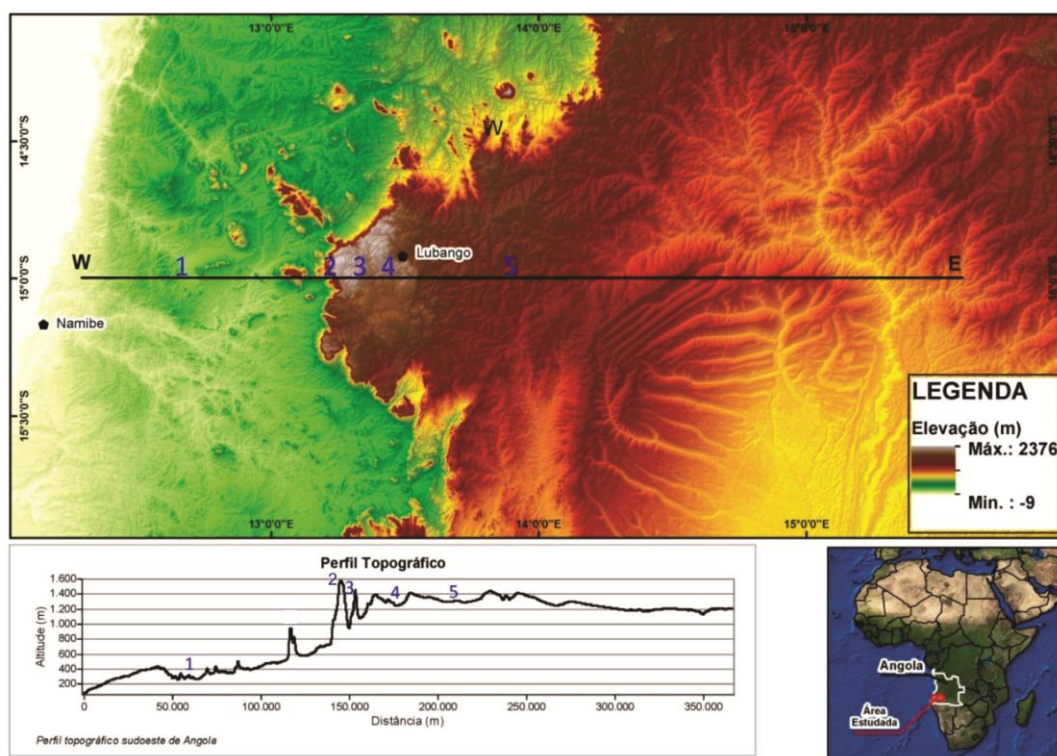 13°0'0"E
14°0'0"E
15°0'0"E
14°30'0"S
W
Lubango
W
1
2
3
4
5
E
15°0'0"S
Namibe
15°30'0"S
LEGENDA
Elevação (m)
Máx.: 2376
Min. : -9
13°0'0"E
14°0'0"E
15°0'0"E
Perfil Topográfico
Altitude (m)
1.600
1.400
1.200
1.000
800
600
400
200
1
2
3
4
5
0
50.000
100.000
150.000
200.000
250.000
300.000
350.000
Distância (m)
Perfil topográfico sudoeste de Angola
Angola
Área
Estudada